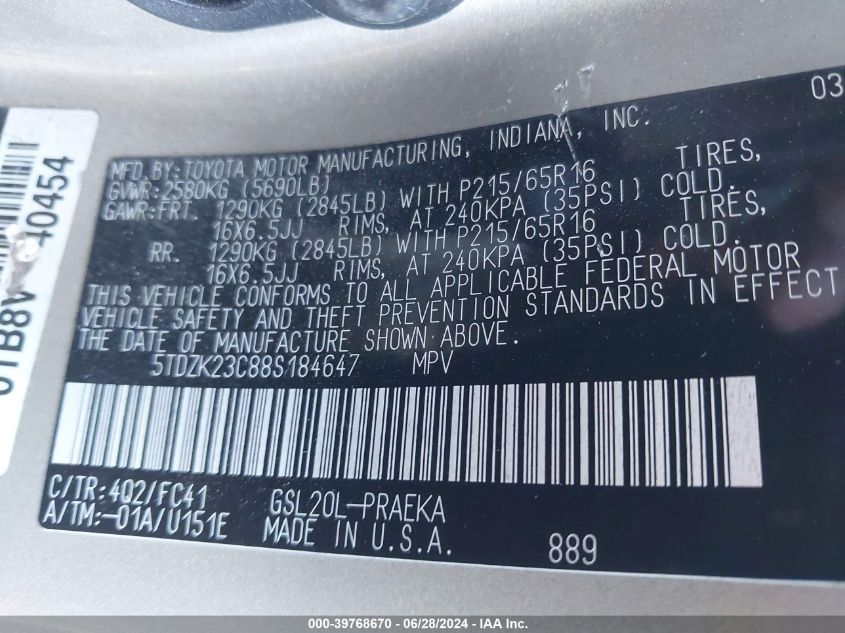 03
MFD.BY:TOYOTA MOTOR MANUFACTURING, INDIANA, INC.
GVWR:2580KG (5690LB)
GAWR:FRT. 1290KG (2845LB) WITH P215/65R16 TIRES,
16X6.5JJ RIMS, AT 240KPA (35PSI) COLD.
RR. 1290KG (2845LB) WITH P215/65R16 TIRES,
16X6.5JJ RIMS, AT 240KPA (35PSI) COLD.
THIS VEHICLE CONFORMS TO ALL APPLICABLE FEDERAL MOTOR
VEHICLE SAFETY AND THEFT PREVENTION STANDARDS IN EFFECT
THE DATE OF MANUFACTURE SHOWN ABOVE.
5TDZK23C88S184647 MPV
C/TR:4Q2/FC41 GSL20L-PRAEKA
A/TM:-01A/U151E MADE IN U.S.A. 889
01B8V 40454
000-39768670 - 06/28/2024 - IAA Inc.